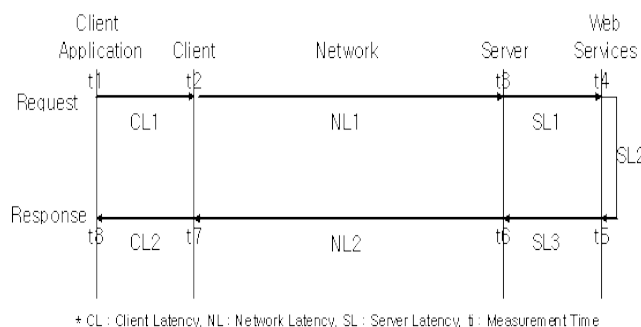 Client Application
Client
Network
Server
Web Services
t1
t2
t3
t4
Request
CL1
NL1
SL1
SL2
Response
t8
CL2
t7
NL2
t6
SL3
t5
* CL : Client Latency, NL : Network Latency, SL : Server Latency, ti : Measurement Time